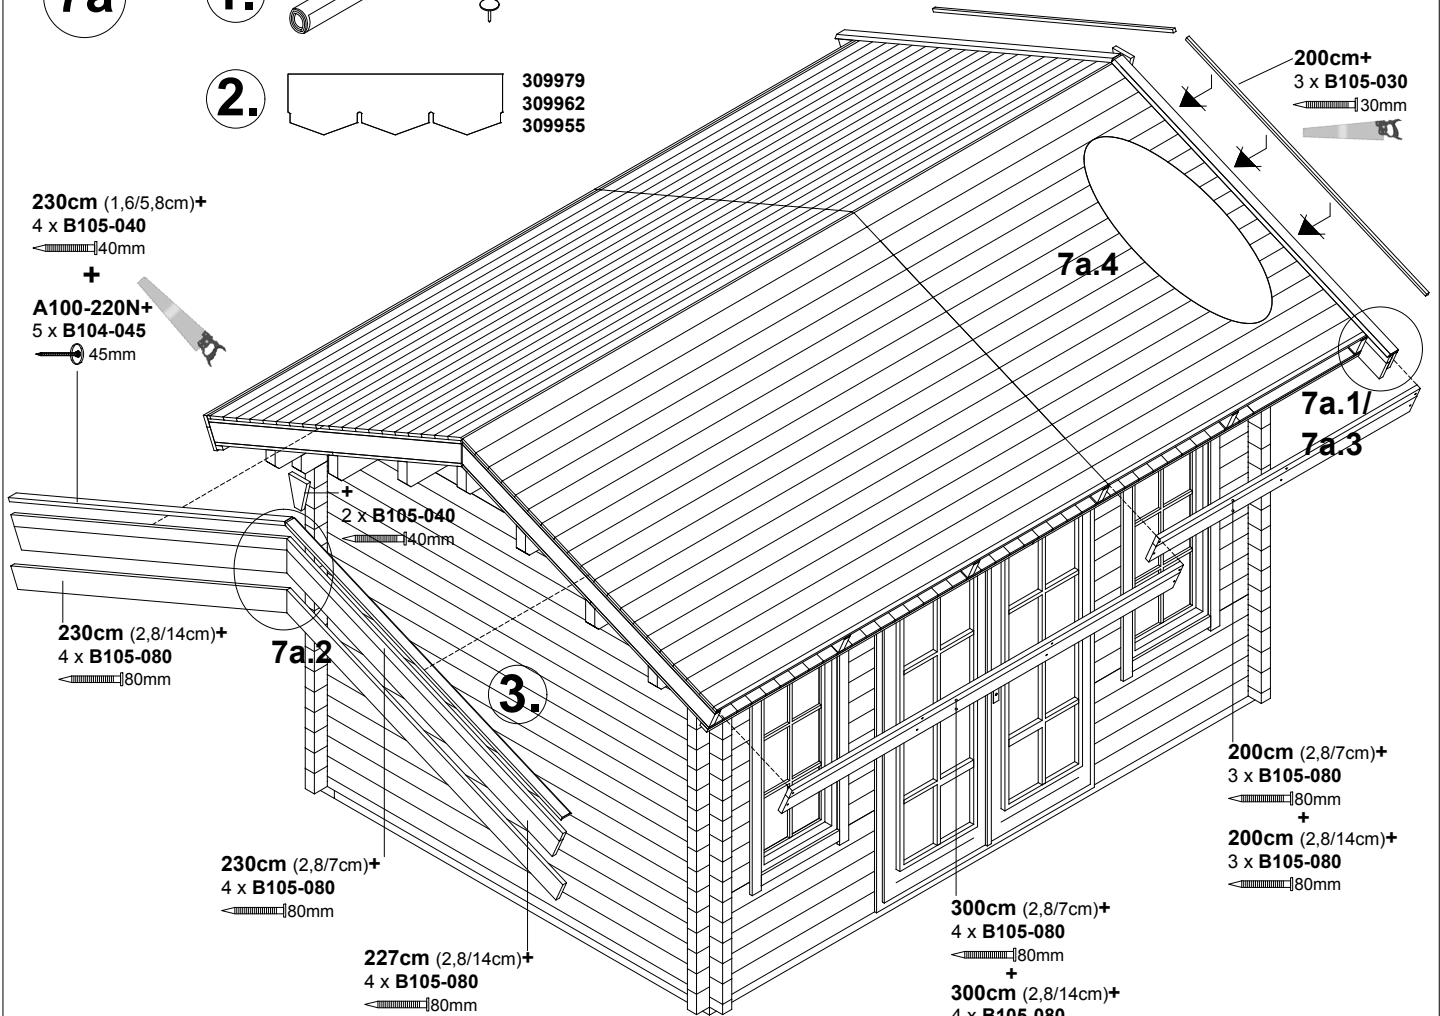 7a
1.
2.
309979
309962
309955
200cm+
3 x B105-030
30mm
230cm (1,6/5,8cm)+
4 x B105-040
40mm
+
A100-220N+
5 x B104-045
45mm
7a.4
7a.1/
7a.3
+
2 x B105-040
40mm
230cm (2,8/14cm)+
4 x B105-080
80mm
7a.2
3.
230cm (2,8/7cm)+
4 x B105-080
80mm
227cm (2,8/14cm)+
4 x B105-080
80mm
200cm (2,8/7cm)+
3 x B105-080
80mm
+
200cm (2,8/14cm)+
3 x B105-080
80mm
300cm (2,8/7cm)+
4 x B105-080
80mm
+
300cm (2,8/14cm)+
4 x B105-080